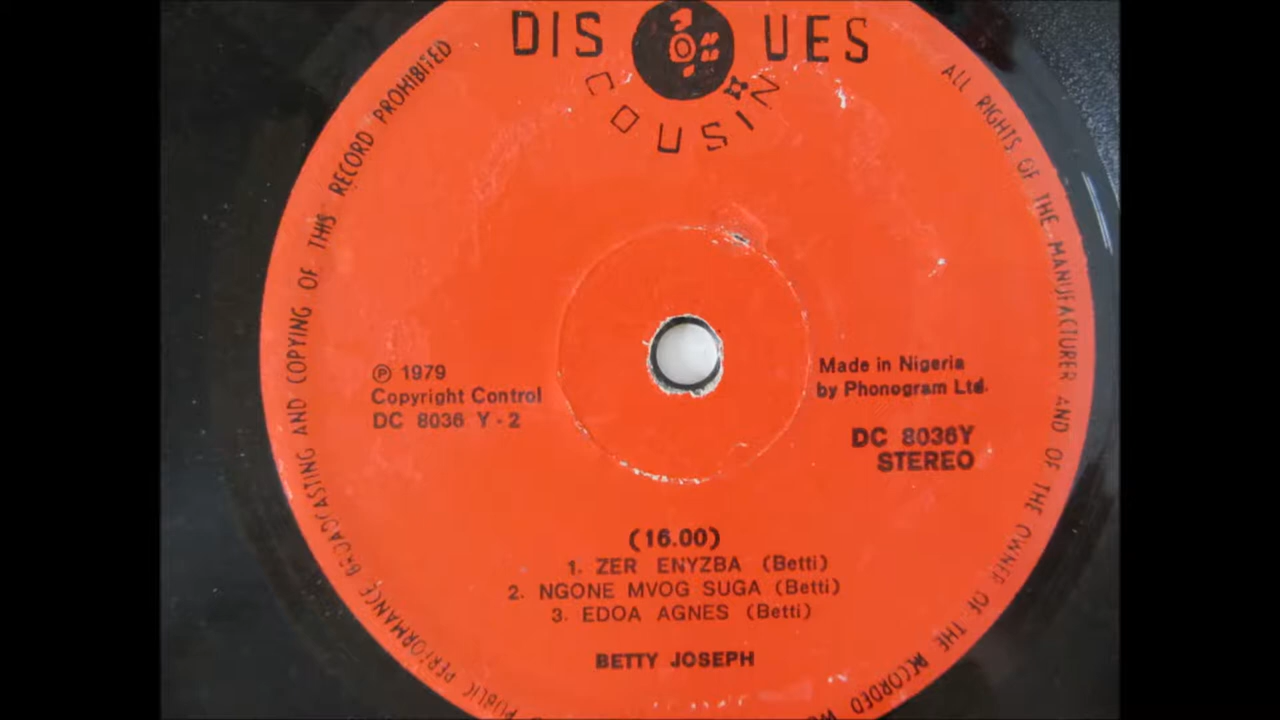 DISQUES
COUSIN
ALL RIGHTS OF THE MANUFACTURER AND OF THE OWNER OF THE RECORDED
PUBLIC PERFORMANCE BROADCASTING AND COPYING OF THIS RECORD PROHIBITED
Ⓟ 1979
Copyright Control
DC 8036 Y-2
Made in Nigeria
by Phonogram Ltd.
DC 8036Y
STEREO
(16.00)
1. ZER ENYZBA (Betti)
2. NGONE MVOG SUGA (Betti)
3. EDOA AGNES (Betti)
BETTY JOSEPH